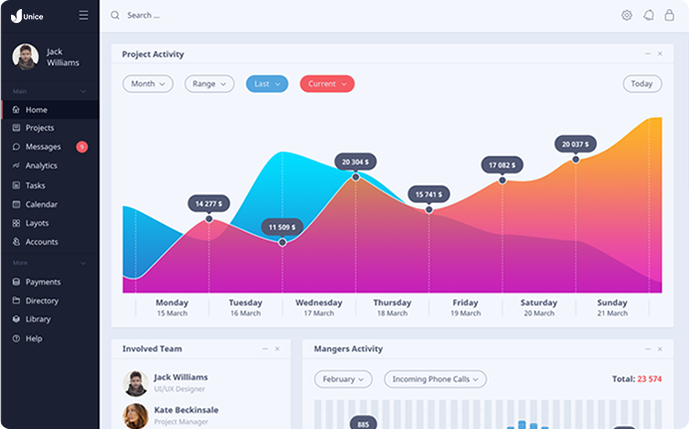 Unice
Search ...
Jack
Williams
Main
Home
Projects
Messages 9
Analytics
Tasks
Calendar
Layots
Accounts
More
Payments
Directory
Library
Help
Project Activity
Month Range Last Current Today
14 277 $
11 509 $
20 304 $
15 741 $
17 082 $
20 037 $
Monday Tuesday Wednesday Thursday Friday Saturday Sunday
15 March 16 March 17 March 18 March 19 March 20 March 21 March
Involved Team
Jack Williams
UI/UX Designer
Kate Beckinsale
Project Manager
Mangers Activity
February Incoming Phone Calls Total: 23 574
885